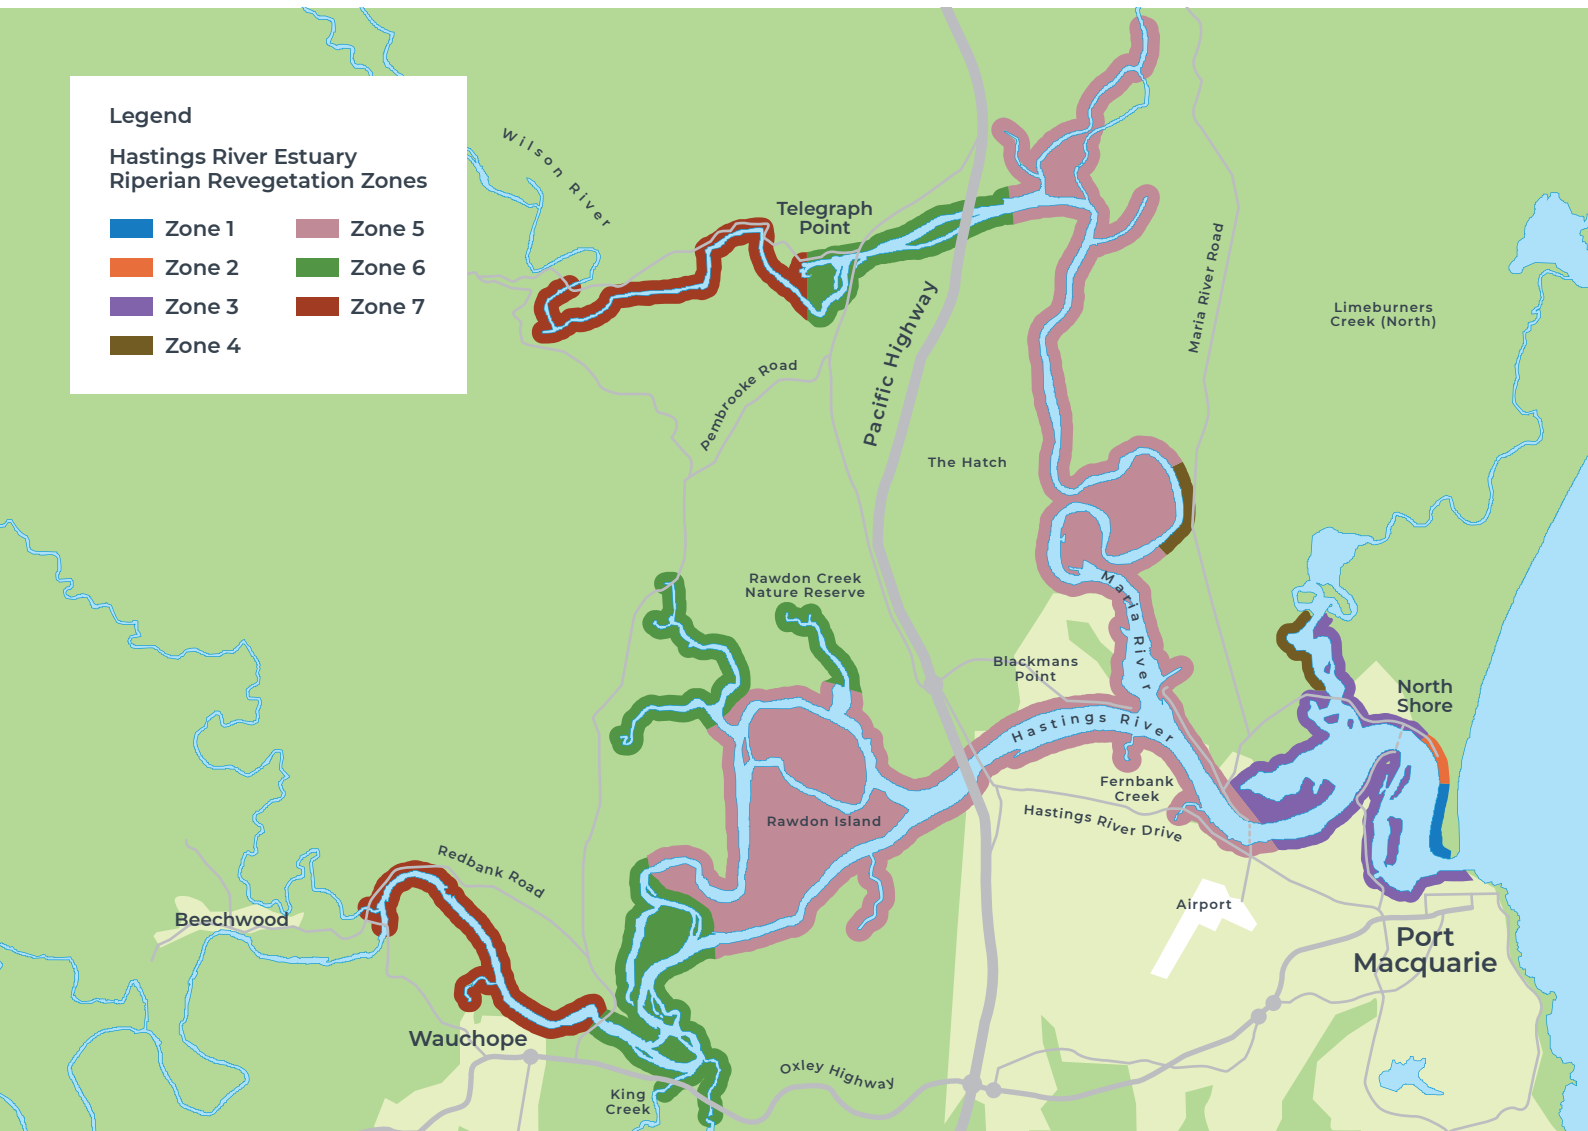 Legend
Hastings River Estuary
Riperian Revegetation Zones
Zone 1
Zone 5
Zone 2
Zone 6
Zone 3
Zone 7
Zone 4
Wilson River
Telegraph
Point
Maria River Road
Pacific Highway
Limeburners
Creek (North)
Pembrooke Road
The Hatch
Rawdon Creek
Nature Reserve
Maria River
Blackmans
Point
North
Shore
Hastings River
Fernbank
Creek
Hastings River Drive
Rawdon Island
Redbank Road
Beechwood
Airport
Port
Macquarie
Wauchope
Oxley Highway
King
Creek